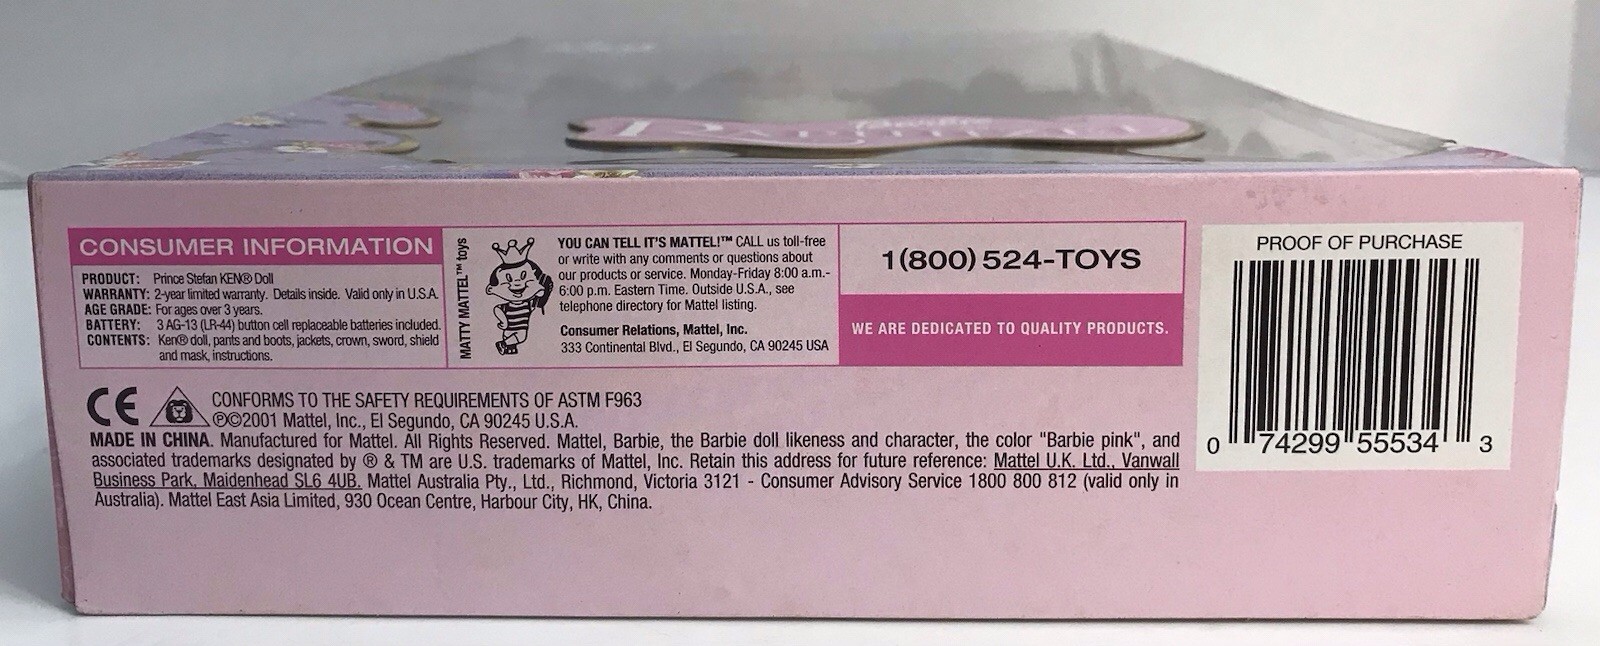 Barbie
RAPUNZEL
CONSUMER INFORMATION
PRODUCT: Prince Stefan KEN® Doll
WARRANTY: 2-year limited warranty. Details inside. Valid only in U.S.A.
AGE GRADE: For ages over 3 years.
BATTERY: 3 AG-13 (LR-44) button cell replaceable batteries included.
CONTENTS: Ken® doll, pants and boots, jackets, crown, sword, shield
and mask, instructions.
MATTY MATTEL™ toys
YOU CAN TELL IT'S MATTEL!™ CALL us toll-free
or write with any comments or questions about
our products or service. Monday-Friday 8:00 a.m.-
6:00 p.m. Eastern Time. Outside U.S.A., see
telephone directory for Mattel listing.
Consumer Relations, Mattel, Inc.
333 Continental Blvd., El Segundo, CA 90245 USA
1(800) 524-TOYS
WE ARE DEDICATED TO QUALITY PRODUCTS.
PROOF OF PURCHASE
0 74299 55534 3
CE CONFORMS TO THE SAFETY REQUIREMENTS OF ASTM F963
℗©2001 Mattel, Inc., El Segundo, CA 90245 U.S.A.
MADE IN CHINA. Manufactured for Mattel. All Rights Reserved. Mattel, Barbie, the Barbie doll likeness and character, the color "Barbie pink", and
associated trademarks designated by ® & TM are U.S. trademarks of Mattel, Inc. Retain this address for future reference: Mattel U.K. Ltd., Vanwall
Business Park, Maidenhead SL6 4UB. Mattel Australia Pty., Ltd., Richmond, Victoria 3121 - Consumer Advisory Service 1800 800 812 (valid only in
Australia). Mattel East Asia Limited, 930 Ocean Centre, Harbour City, HK, China.